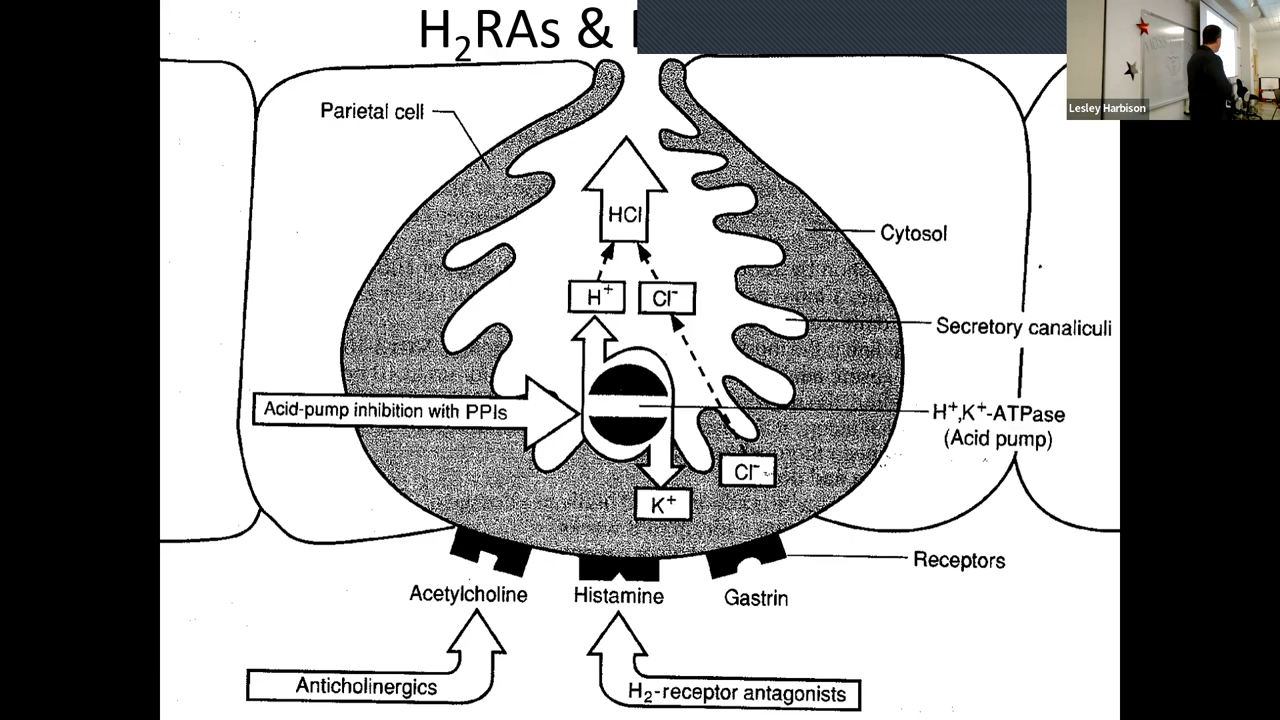 H₂RAs &
Lesley Harbison
Parietal cell
HCl
Cytosol
H⁺
Cl⁻
Secretory canaliculi
Acid-pump inhibition with PPIs
H⁺,K⁺-ATPase
(Acid pump)
Cl⁻
K⁺
Receptors
Acetylcholine
Histamine
Gastrin
Anticholinergics
H₂-receptor antagonists